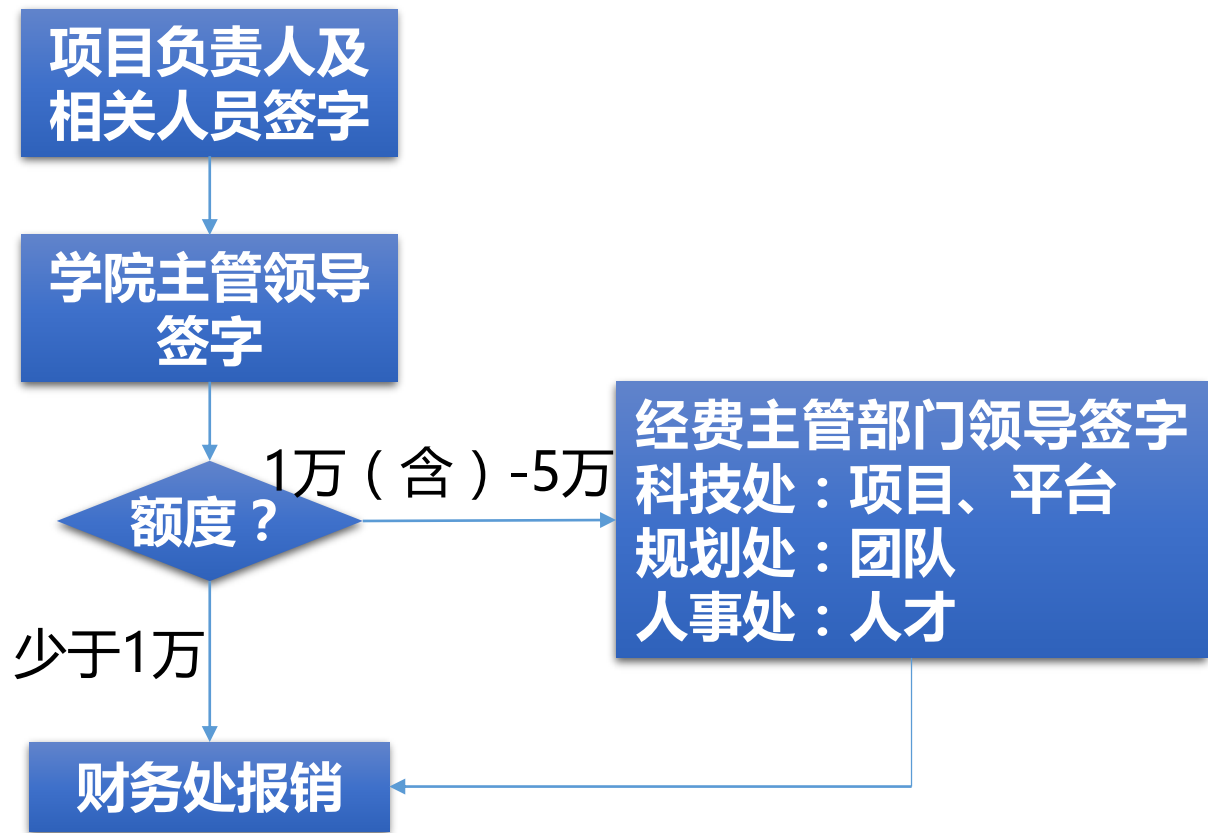 项目负责人及
相关人员签字
学院主管领导
签字
额度？
1万（含）-5万
经费主管部门领导签字
科技处：项目、平台
规划处：团队
人事处：人才
少于1万
财务处报销